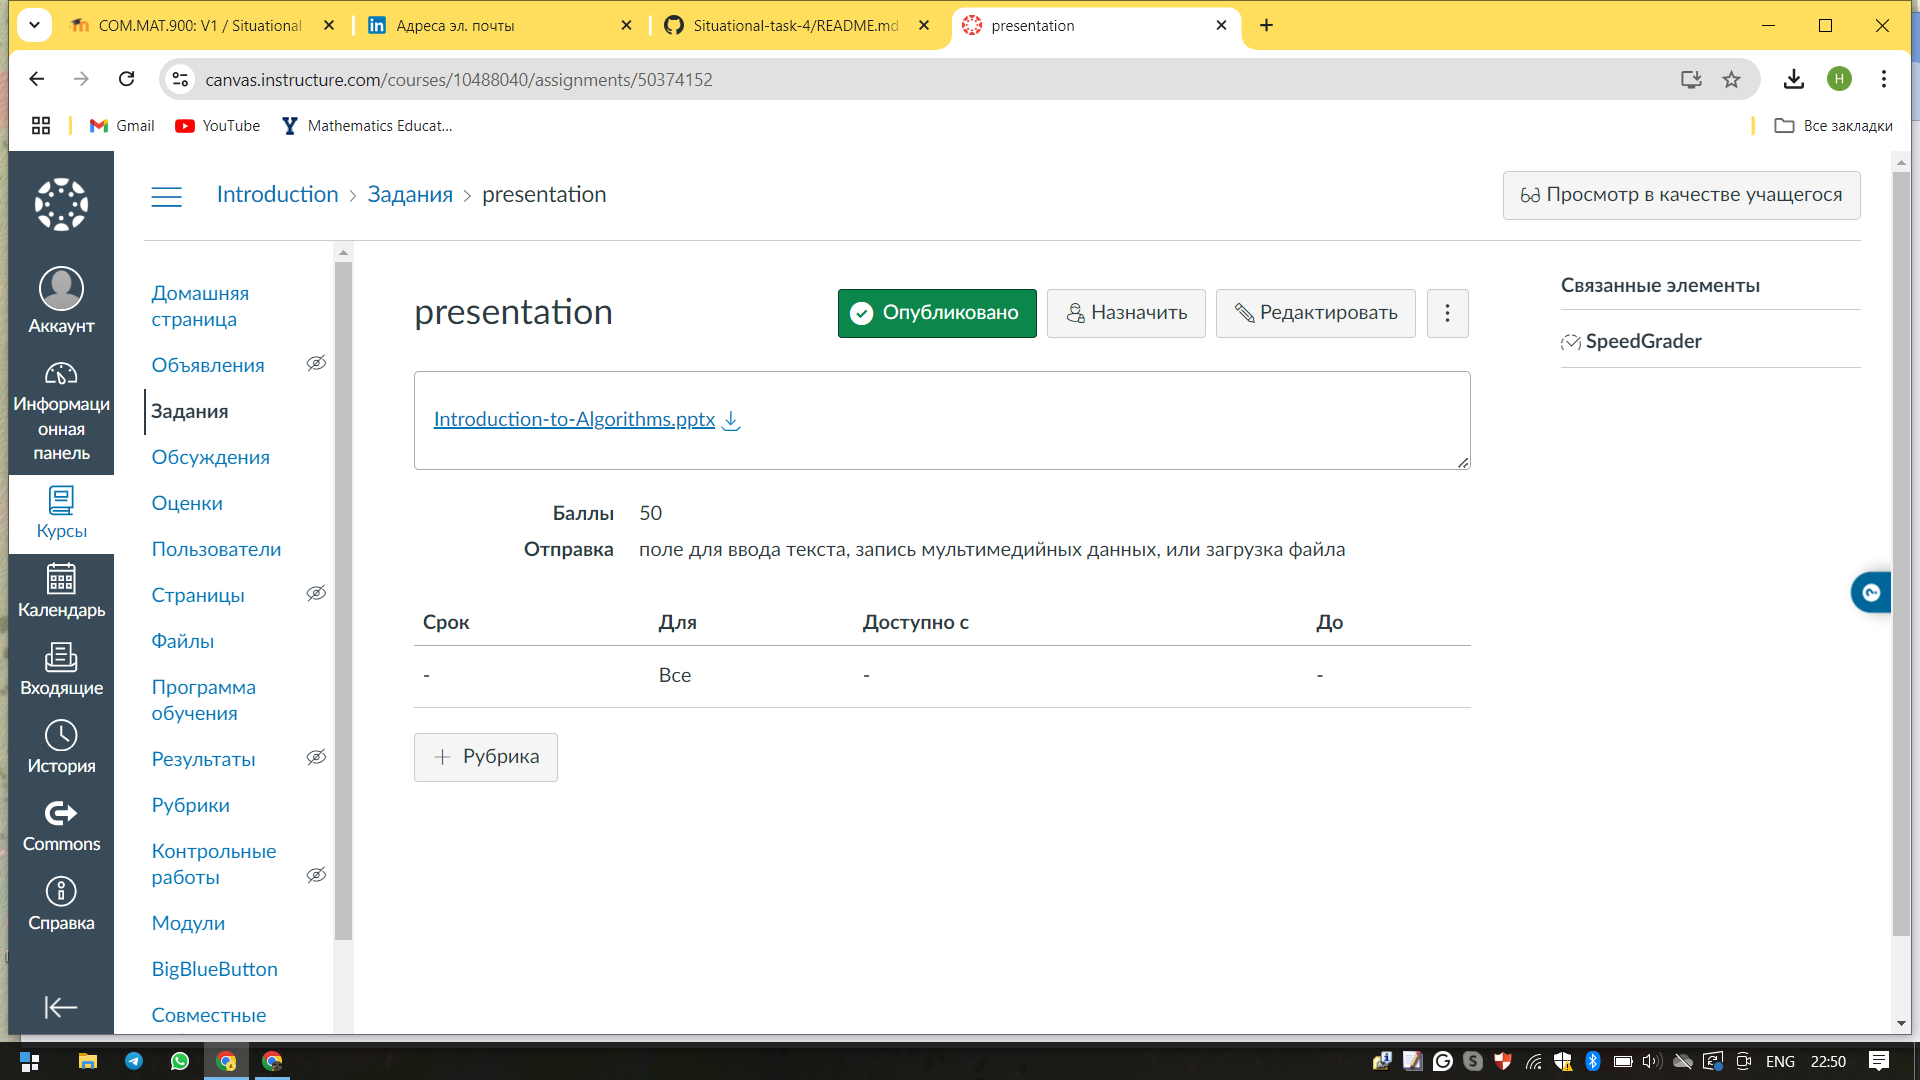 COM.MAT.900: V1 / Situational
Адреса эл. почты
Situational-task-4/README.md
presentation
canvas.instructure.com/courses/10488040/assignments/50374152
H
Gmail
YouTube
Mathematics Educat...
Все закладки
Introduction
Задания
presentation
Просмотр в качестве учащегося
Аккаунт
Информаци
онная
панель
Курсы
Календарь
Входящие
История
Commons
Справка
Домашняя
страница
Объявления
Задания
Обсуждения
Оценки
Пользователи
Страницы
Файлы
Программа
обучения
Результаты
Рубрики
Контрольные
работы
Модули
BigBlueButton
Совместные
presentation
Опубликовано
Назначить
Редактировать
Introduction-to-Algorithms.pptx
Баллы 50
Отправка поле для ввода текста, запись мультимедийных данных, или загрузка файла
Срок Для Доступно с До
- Все - -
+ Рубрика
Связанные элементы
SpeedGrader
ENG 22:50